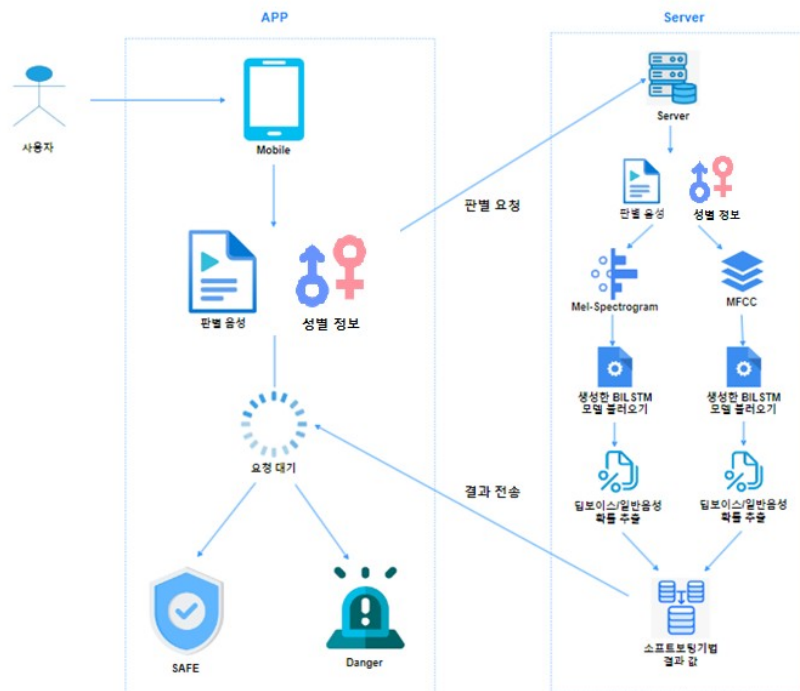 APP
Server
사용자
Mobile
Server
판별 요청
판별 음성
성별 정보
판별 음성
성별 정보
Mel-Spectrogram
MFCC
생성한 BILSTM
모델 불러오기
생성한 BILSTM
모델 불러오기
요청 대기
결과 전송
딥보이스/일반음성
확률 추출
딥보이스/일반음성
확률 추출
SAFE
Danger
소프트보팅기법
결과 값